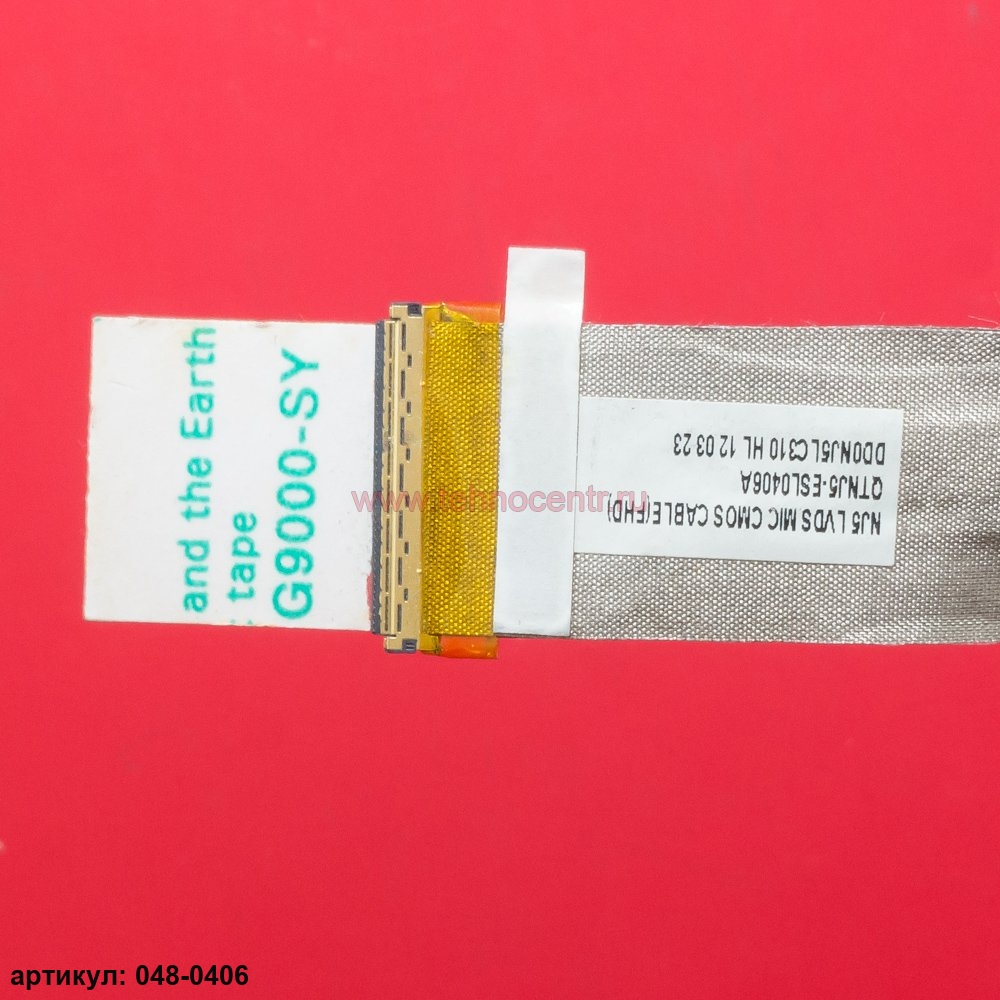 and the Earth
: tape
G9000-SY
NJ5 LVDS MIC CMOS CABLE(FHD)
QTNJ5-ESL0406A
DD0NJ5LC310 HL 12 03 23
www.tehnocentr.ru
артикул: 048-0406